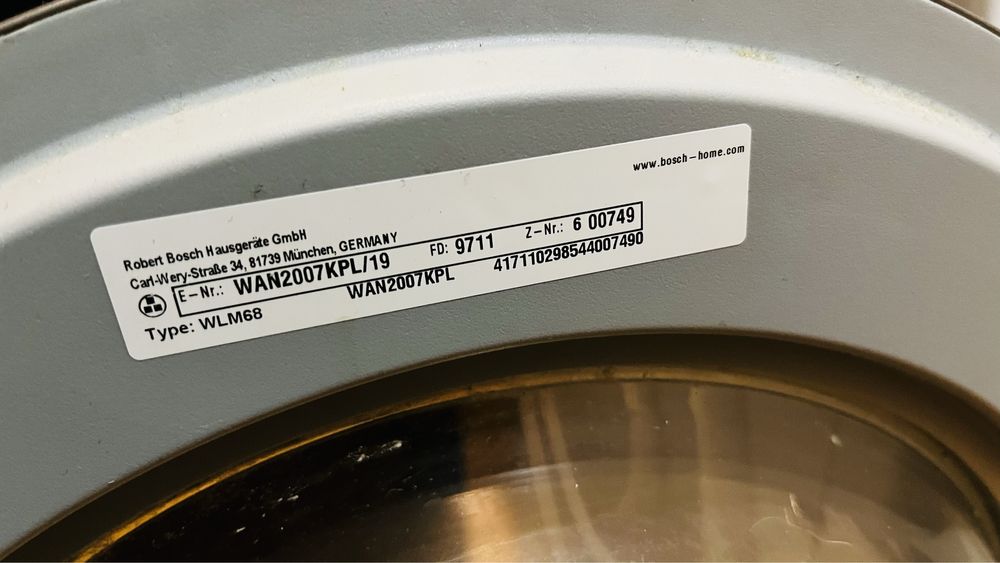 www.bosch-home.com
Robert Bosch Hausgeräte GmbH
Carl-Wery-Straße 34, 81739 München, GERMANY
E-Nr.: WAN2007KPL/19 FD: 9711 Z-Nr.: 6 00749
Type: WLM68 WAN2007KPL 417110298544007490